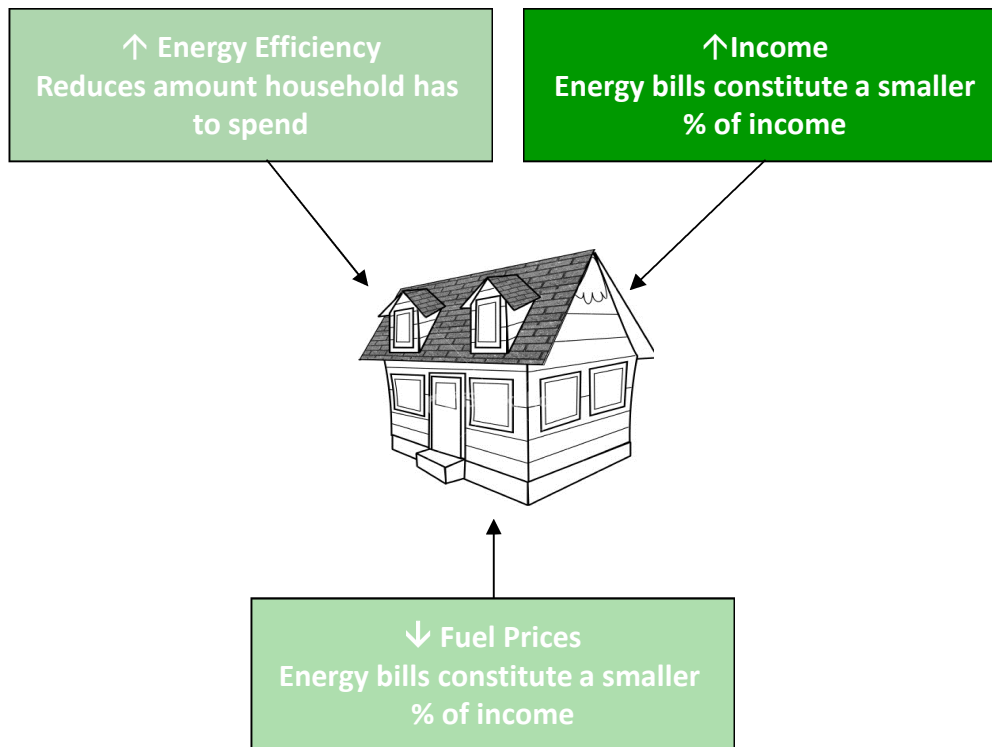 ↑ Energy Efficiency
Reduces amount household has
to spend
↑Income
Energy bills constitute a smaller
% of income
↓ Fuel Prices
Energy bills constitute a smaller
% of income